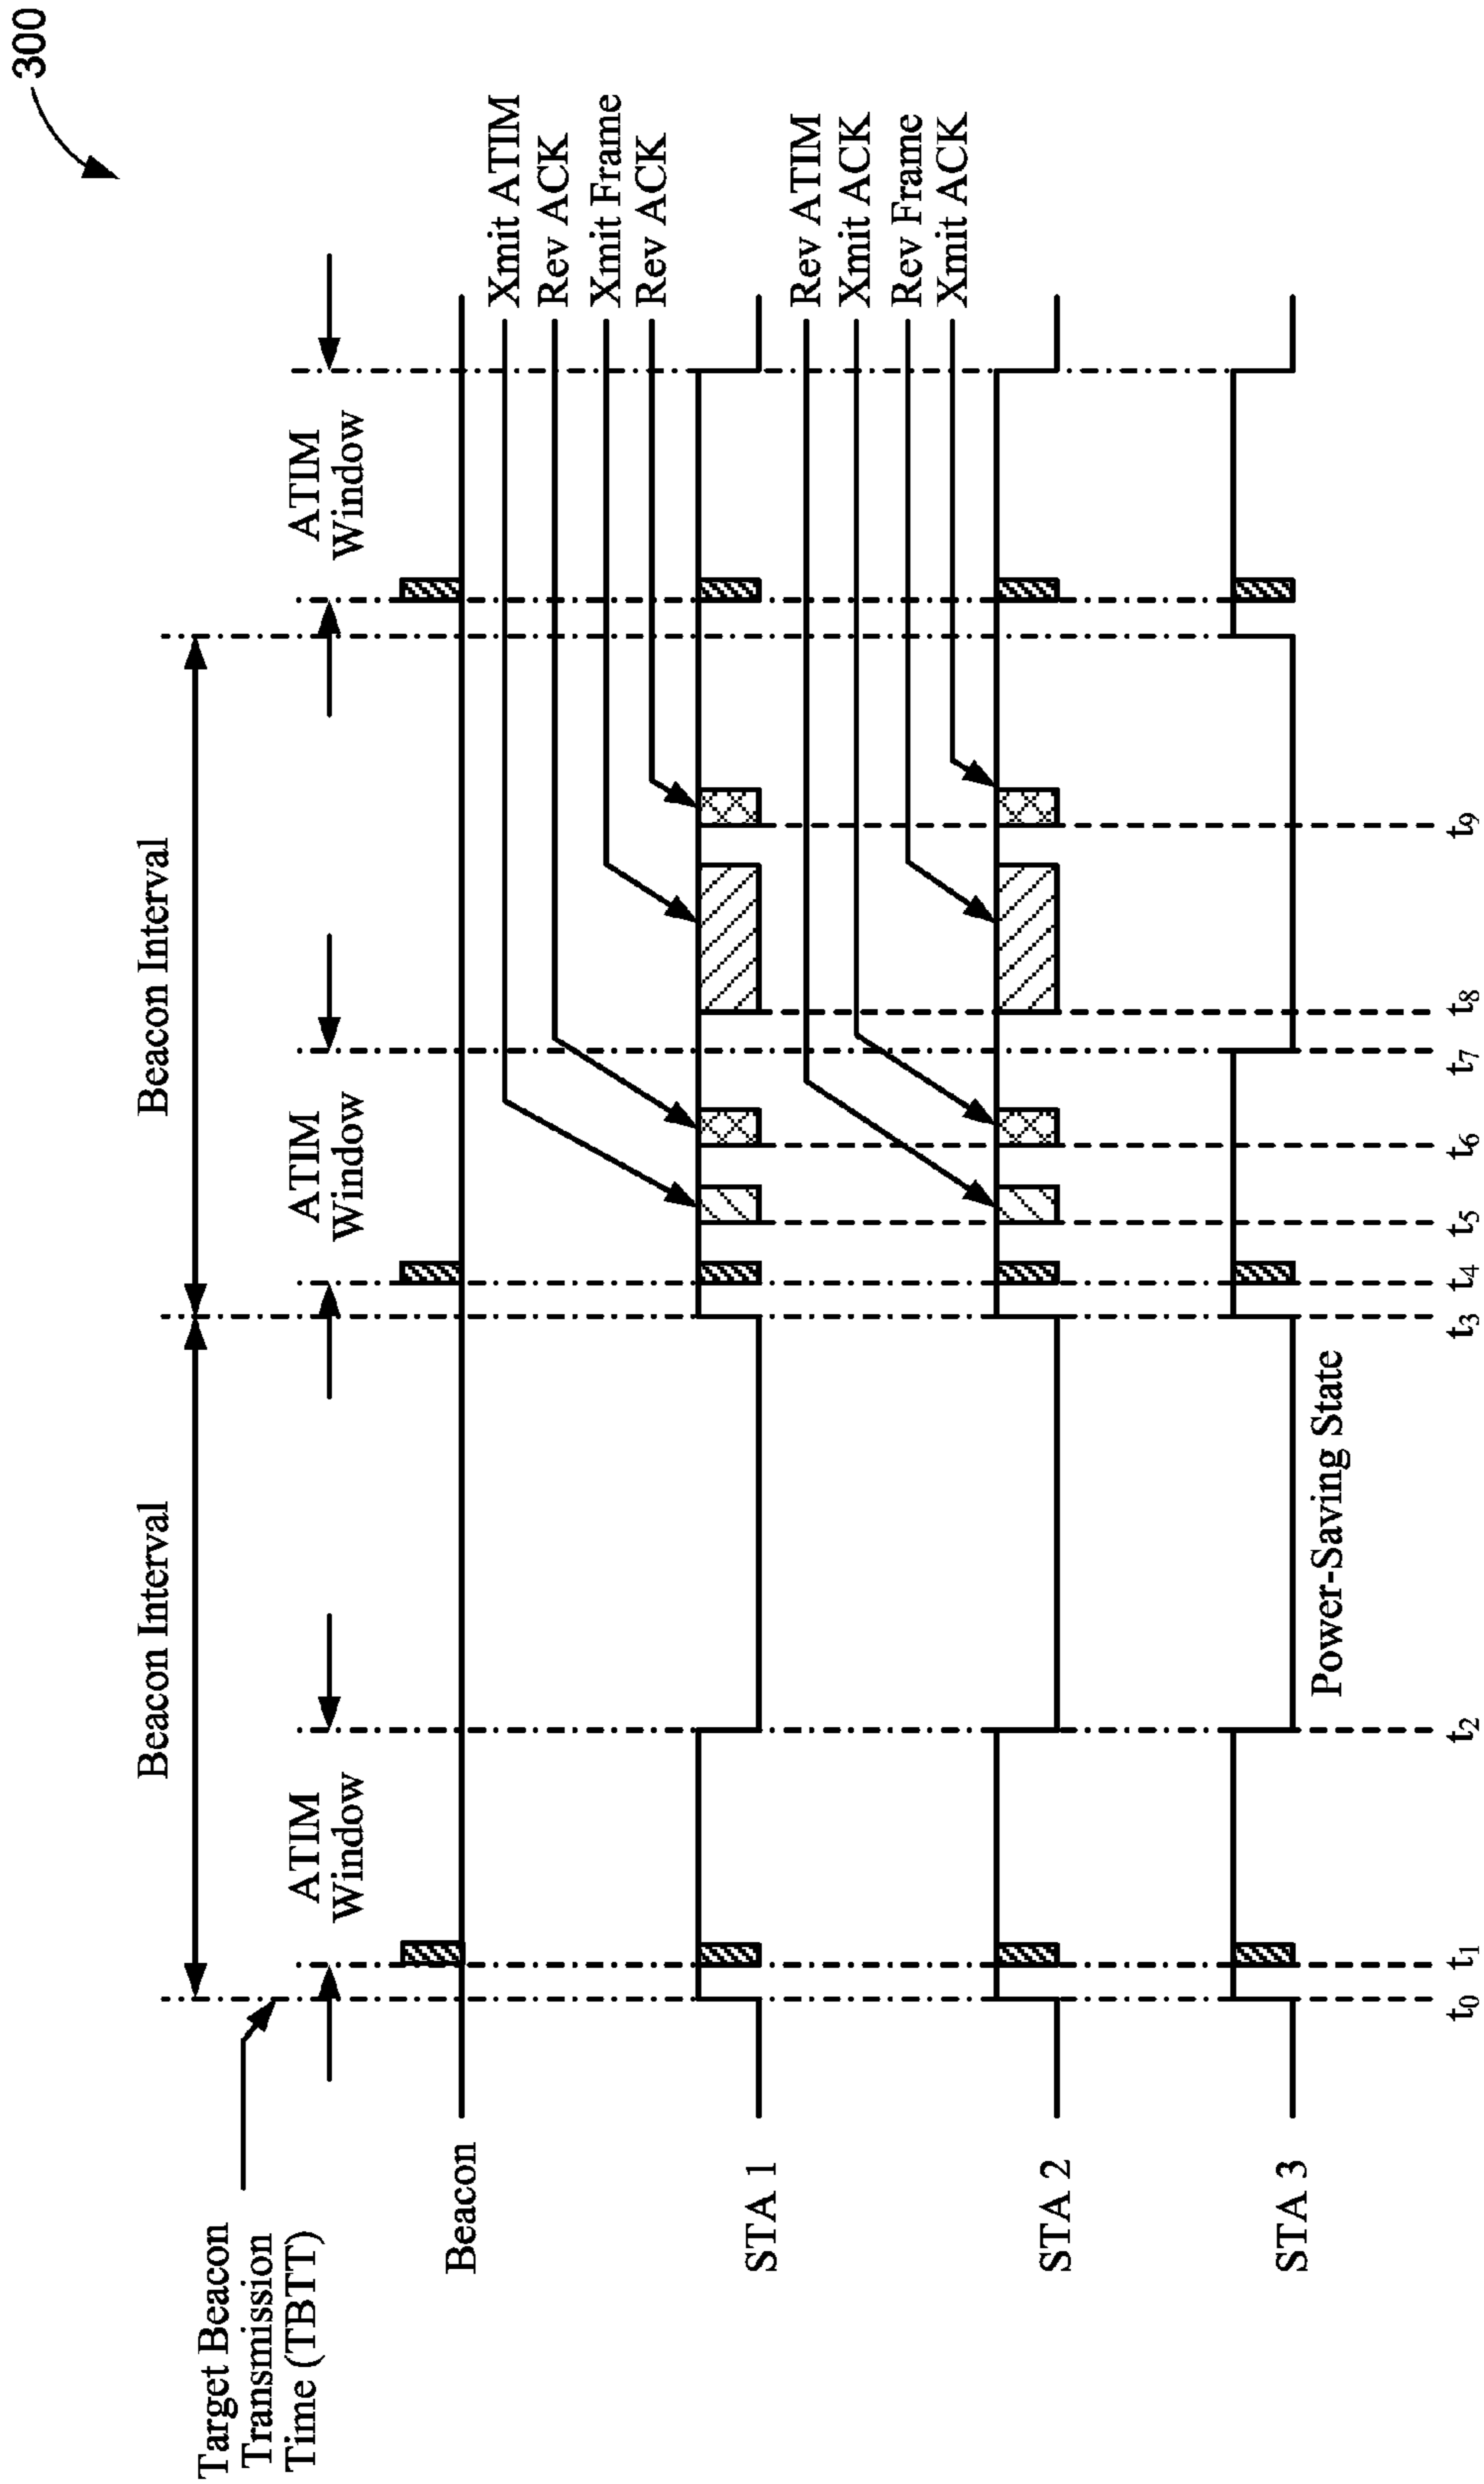 300
Beacon Interval
Beacon Interval
Target Beacon
Transmission
Time (TBTT)
ATIM
Window
ATIM
Window
ATIM
Window
Beacon
Xmit ATIM
Rev ACK
Xmit Frame
Rev ACK
STA 1
Rev ATIM
Xmit ACK
Rev Frame
Xmit ACK
STA 2
STA 3
Power-Saving State
t0 t1 t2 t3 t4 t5 t6 t7 t8 t9